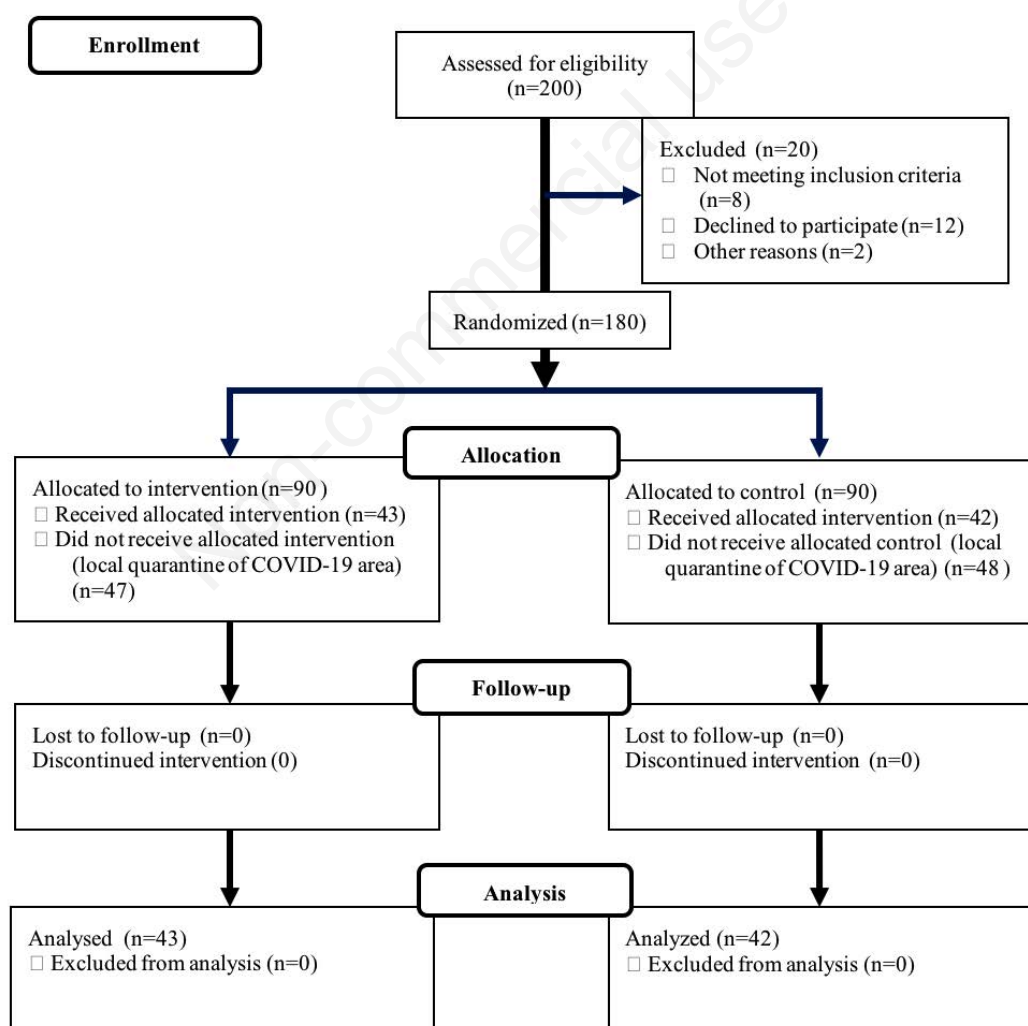 Enrollment
Assessed for eligibility
(n=200)
Excluded (n=20)
□ Not meeting inclusion criteria
(n=8)
□ Declined to participate (n=12)
□ Other reasons (n=2)
Randomized (n=180)
Allocation
Allocated to intervention (n=90 )
□ Received allocated intervention (n=43)
□ Did not receive allocated intervention
(local quarantine of COVID-19 area)
(n=47)
Allocated to control (n=90)
□ Received allocated intervention (n=42)
□ Did not receive allocated control (local
quarantine of COVID-19 area) (n=48 )
Follow-up
Lost to follow-up (n=0)
Discontinued intervention (0)
Lost to follow-up (n=0)
Discontinued intervention (n=0)
Analysis
Analysed (n=43)
□ Excluded from analysis (n=0)
Analyzed (n=42)
□ Excluded from analysis (n=0)
Non-commercial use